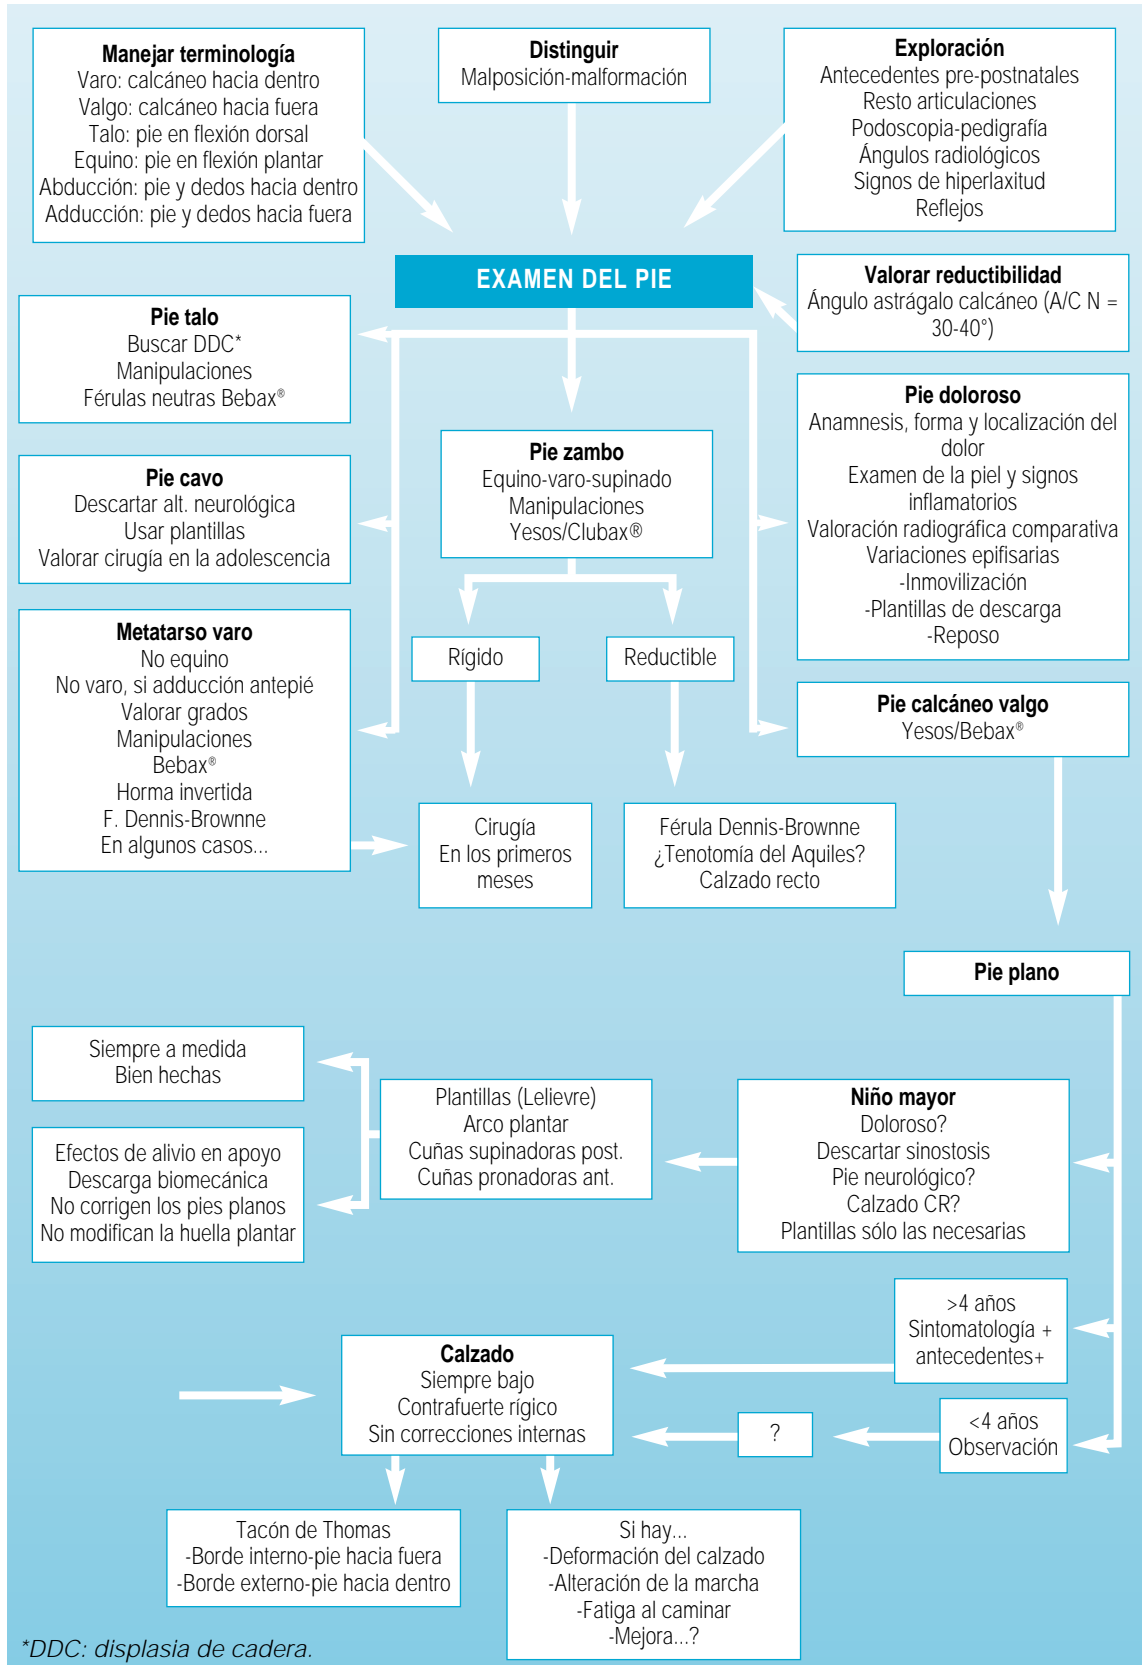 Manejar terminología
Varo: calcáneo hacia dentro
Valgo: calcáneo hacia fuera
Talo: pie en flexión dorsal
Equino: pie en flexión plantar
Abducción: pie y dedos hacia dentro
Adducción: pie y dedos hacia fuera
Distinguir
Malposición-malformación
Exploración
Antecedentes pre-postnatales
Resto articulaciones
Podoscopia-pedigrafía
Ángulos radiológicos
Signos de hiperlaxitud
Reflejos
EXAMEN DEL PIE
Valorar reductibilidad
Ángulo astrágalo calcáneo (A/C N =
30-40°)
Pie talo
Buscar DDC*
Manipulaciones
Férulas neutras Bebax®
Pie cavo
Descartar alt. neurológica
Usar plantillas
Valorar cirugía en la adolescencia
Pie zambo
Equino-varo-supinado
Manipulaciones
Yesos/Clubax®
Pie doloroso
Anamnesis, forma y localización del
dolor
Examen de la piel y signos
inflamatorios
Valoración radiográfica comparativa
Variaciones epifisarias
-Inmovilización
-Plantillas de descarga
-Reposo
Metatarso varo
No equino
No varo, si adducción antepié
Valorar grados
Manipulaciones
Bebax®
Horma invertida
F. Dennis-Brownne
En algunos casos...
Rígido
Reductible
Pie calcáneo valgo
Yesos/Bebax®
Cirugía
En los primeros
meses
Férula Dennis-Brownne
¿Tenotomía del Aquiles?
Calzado recto
Pie plano
Siempre a medida
Bien hechas
Efectos de alivio en apoyo
Descarga biomecánica
No corrigen los pies planos
No modifican la huella plantar
Plantillas (Lelievre)
Arco plantar
Cuñas supinadoras post.
Cuñas pronadoras ant.
Niño mayor
Doloroso?
Descartar sinostosis
Pie neurológico?
Calzado CR?
Plantillas sólo las necesarias
>4 años
Sintomatología +
antecedentes+
Calzado
Siempre bajo
Contrafuerte rígico
Sin correcciones internas
?
<4 años
Observación
Tacón de Thomas
-Borde interno-pie hacia fuera
-Borde externo-pie hacia dentro
Si hay...
-Deformación del calzado
-Alteración de la marcha
-Fatiga al caminar
-Mejora...?
*DDC: displasia de cadera.